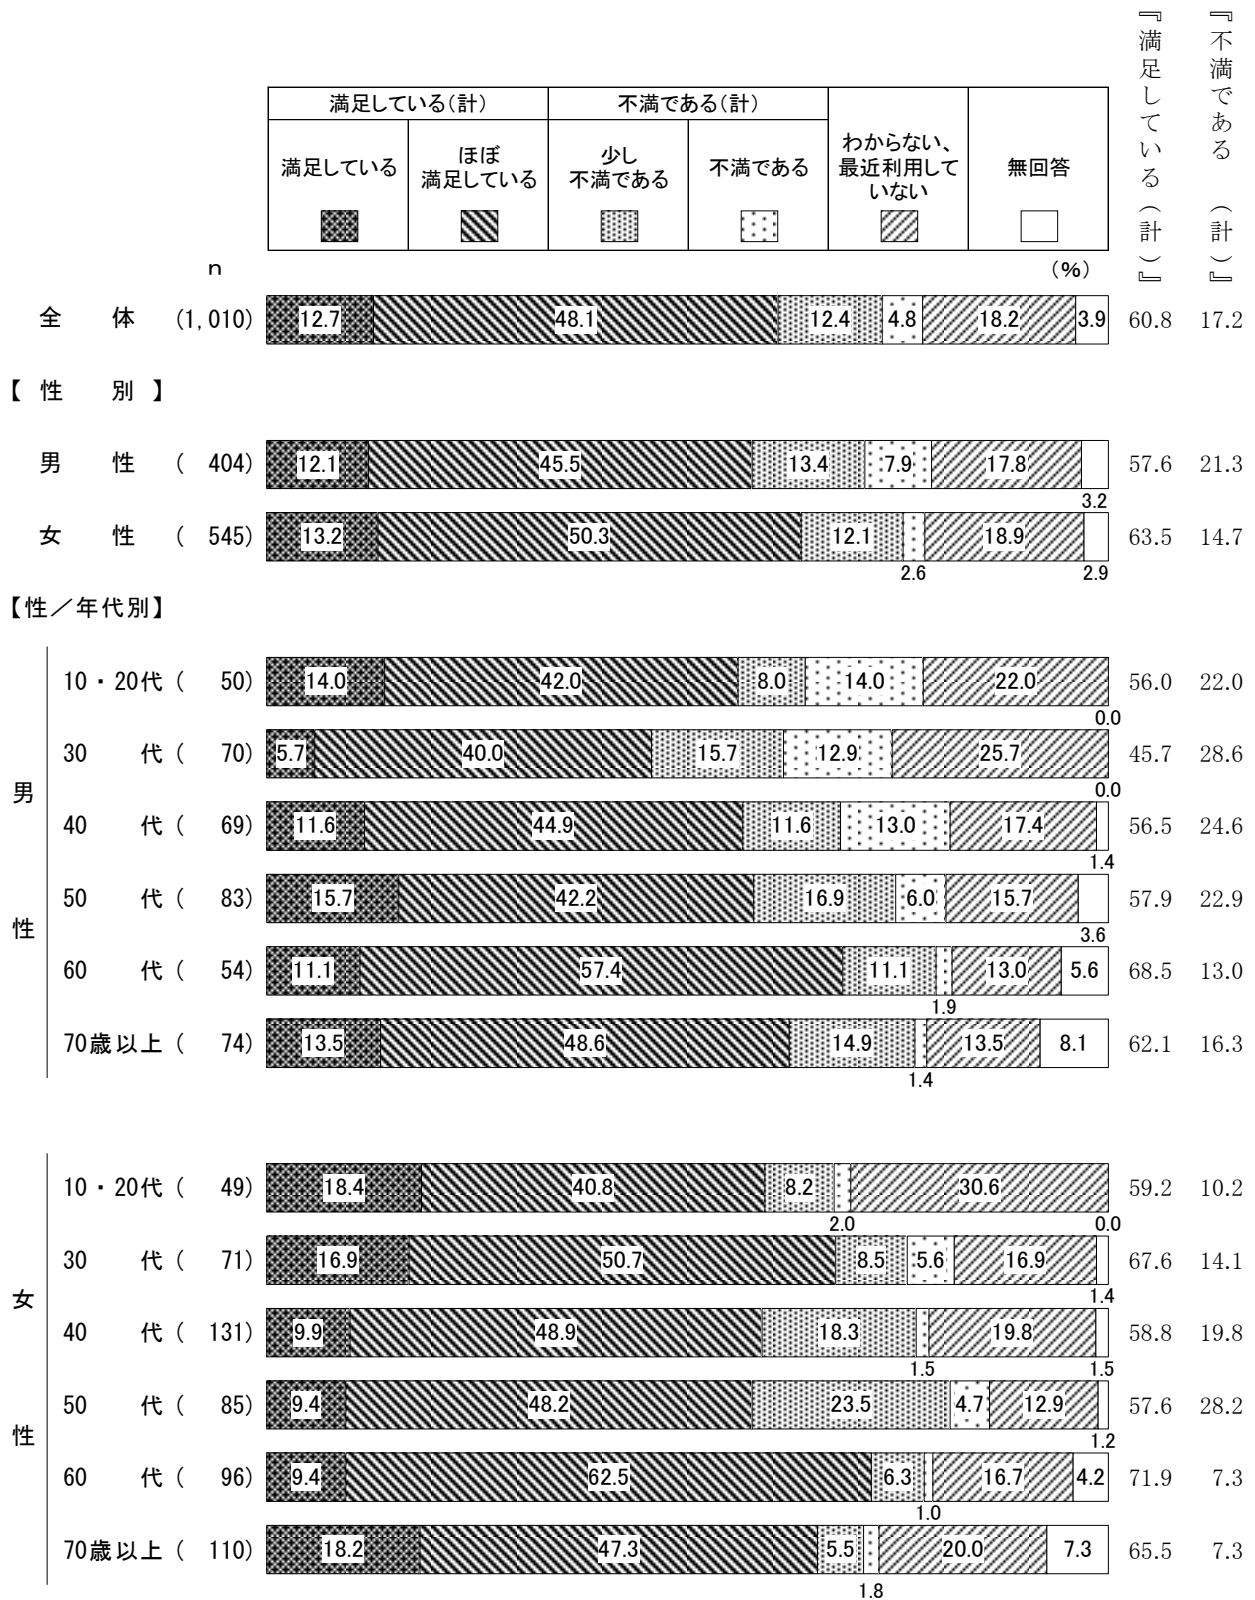 『満足している（計）』
『不満である（計）』
満足している（計） 不満である（計）
満足している
ほぼ
満足している
少し
不満である
不満である
わからない、
最近利用して
いない
無回答
n (%)
全 体 (1,010) 12.7 48.1 12.4 4.8 18.2 3.9 60.8 17.2
【 性 別 】
男 性 ( 404) 12.1 45.5 13.4 7.9 17.8 57.6 21.3
3.2
女 性 ( 545) 13.2 50.3 12.1 18.9 63.5 14.7
2.6 2.9
【性／年代別】
男性
10・20代 ( 50) 14.0 42.0 8.0 14.0 22.0 56.0 22.0
0.0
30 代 ( 70) 5.7 40.0 15.7 12.9 25.7 45.7 28.6
0.0
40 代 ( 69) 11.6 44.9 11.6 13.0 17.4 56.5 24.6
1.4
50 代 ( 83) 15.7 42.2 16.9 6.0 15.7 57.9 22.9
3.6
60 代 ( 54) 11.1 57.4 11.1 13.0 5.6 68.5 13.0
1.9
70歳以上 ( 74) 13.5 48.6 14.9 13.5 8.1 62.1 16.3
1.4
女性
10・20代 ( 49) 18.4 40.8 8.2 30.6 59.2 10.2
2.0 0.0
30 代 ( 71) 16.9 50.7 8.5 5.6 16.9 67.6 14.1
1.4
40 代 ( 131) 9.9 48.9 18.3 19.8 58.8 19.8
1.5 1.5
50 代 ( 85) 9.4 48.2 23.5 4.7 12.9 57.6 28.2
1.2
60 代 ( 96) 9.4 62.5 6.3 16.7 4.2 71.9 7.3
1.0
70歳以上 ( 110) 18.2 47.3 5.5 20.0 7.3 65.5 7.3
1.8